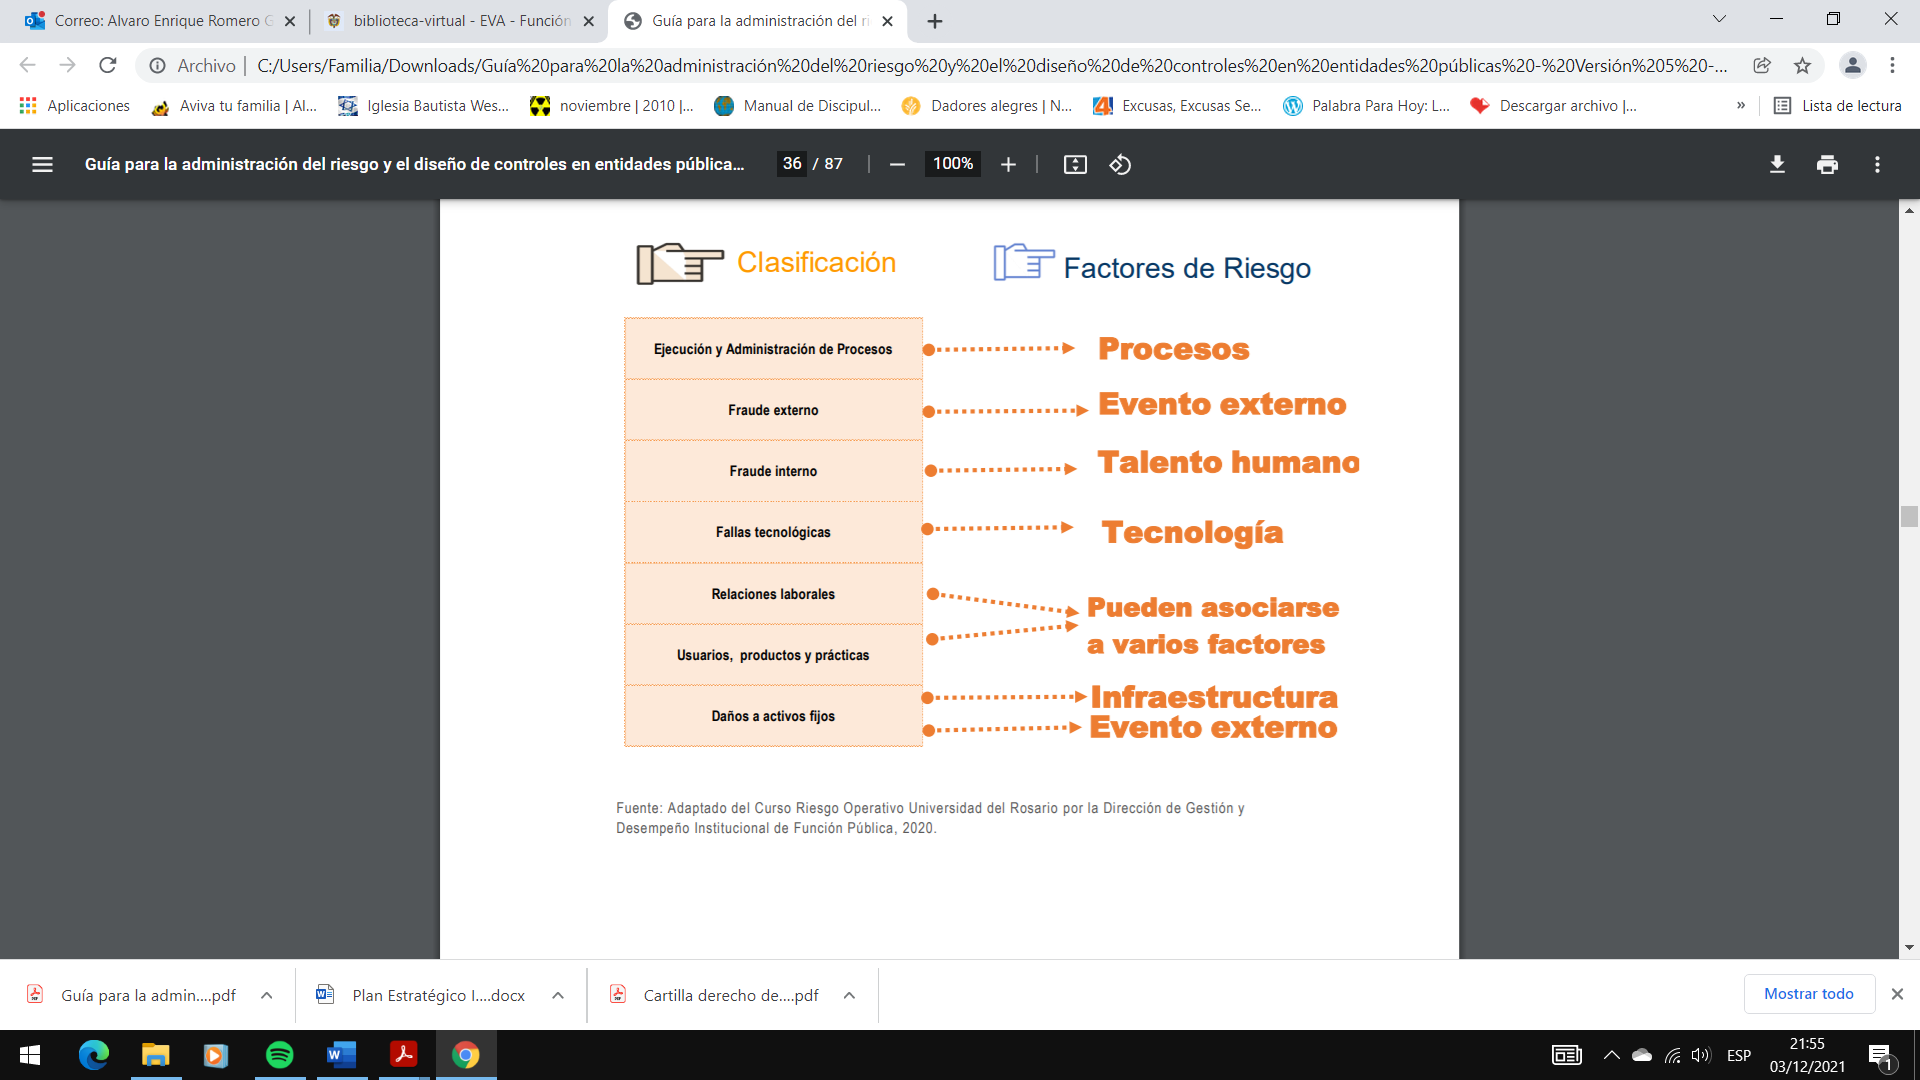 Correo: Alvaro Enrique Romero G
biblioteca-virtual - EVA - Función
Guía para la administración del ri
Archivo
C:/Users/Familia/Downloads/Guía%20para%20la%20administración%20del%20riesgo%20y%20el%20diseño%20de%20controles%20en%20entidades%20públicas%20-%20Versión%205%20-...
Aplicaciones
Aviva tu familia | Al...
Iglesia Bautista Wes...
noviembre | 2010 |...
Manual de Discipul...
Dadores alegres | N...
Excusas, Excusas Se...
Palabra Para Hoy: L...
Descargar archivo |...
»
Lista de lectura
Guía para la administración del riesgo y el diseño de controles en entidades pública...
36 / 87
100%
Clasificación
Factores de Riesgo
Ejecución y Administración de Procesos
Procesos
Fraude externo
Evento externo
Fraude interno
Talento humano
Fallas tecnológicas
Tecnología
Relaciones laborales
Pueden asociarse
a varios factores
Usuarios, productos y prácticas
Daños a activos fijos
Infraestructura
Evento externo
Fuente: Adaptado del Curso Riesgo Operativo Universidad del Rosario por la Dirección de Gestión y
Desempeño Institucional de Función Pública, 2020.
Guía para la admin....pdf
Plan Estratégico I....docx
Cartilla derecho de....pdf
Mostrar todo
ESP
21:55
03/12/2021
1